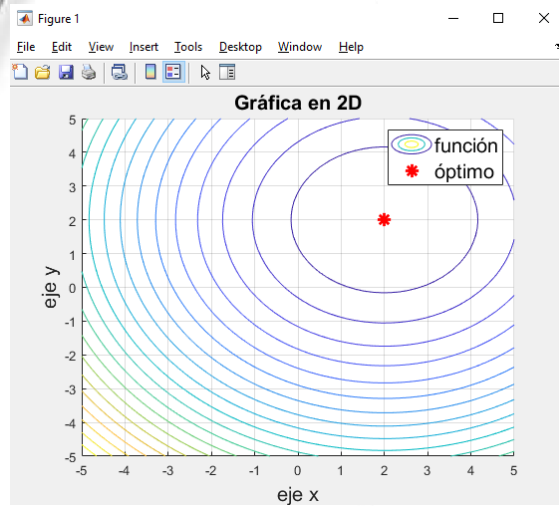 Figure 1
File Edit View Insert Tools Desktop Window Help
Gráfica en 2D
función
óptimo
5
4
3
2
1
0
-1
-2
-3
-4
-5
eje y
-5 -4 -3 -2 -1 0 1 2 3 4 5
eje x